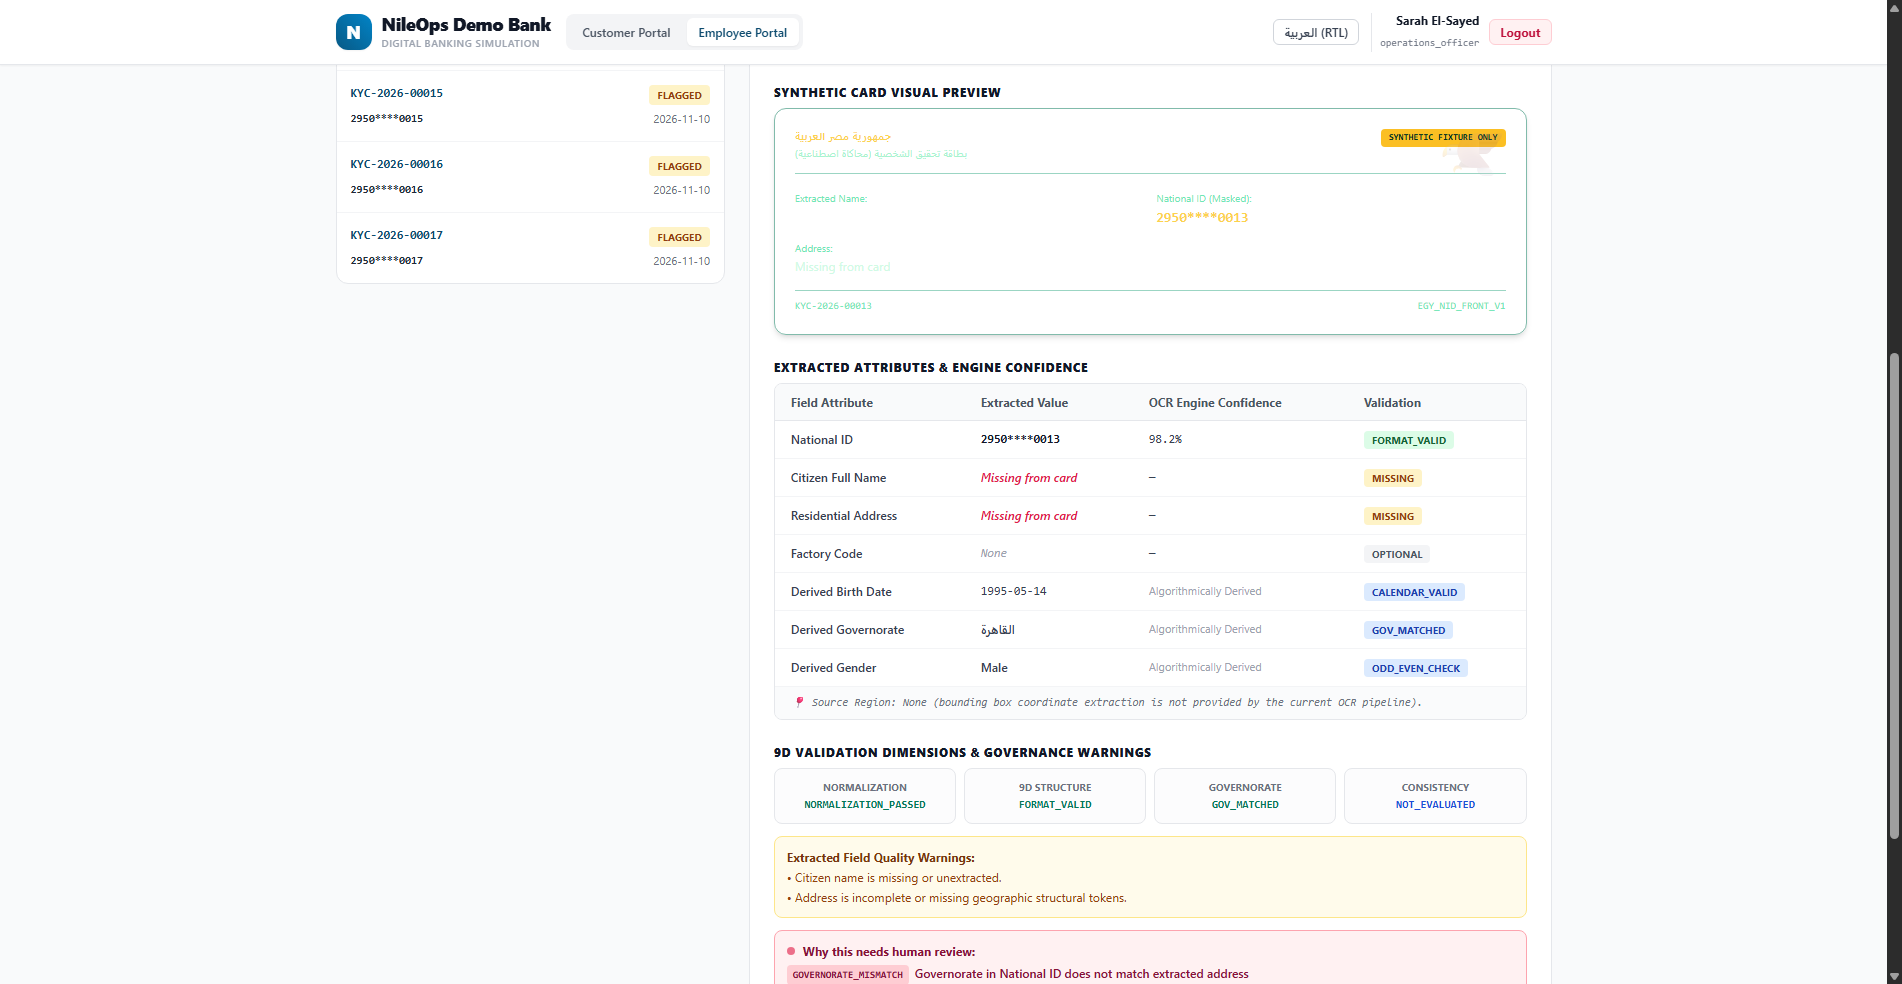 N
NileOps Demo Bank
DIGITAL BANKING SIMULATION
Customer Portal
Employee Portal
العربية (RTL)
Sarah El-Sayed
operations_officer
Logout
KYC-2026-00015
FLAGGED
2950****0015
2026-11-10
KYC-2026-00016
FLAGGED
2950****0016
2026-11-10
KYC-2026-00017
FLAGGED
2950****0017
2026-11-10
SYNTHETIC CARD VISUAL PREVIEW
جمهورية مصر العربية
بطاقة تحقيق الشخصية (محاكاة اصطناعية)
SYNTHETIC FIXTURE ONLY
Extracted Name:
National ID (Masked):
2950****0013
Address:
Missing from card
KYC-2026-00013
EGY_NID_FRONT_V1
EXTRACTED ATTRIBUTES & ENGINE CONFIDENCE
Field Attribute Extracted Value OCR Engine Confidence Validation
National ID 2950****0013 98.2% FORMAT_VALID
Citizen Full Name Missing from card — MISSING
Residential Address Missing from card — MISSING
Factory Code None — OPTIONAL
Derived Birth Date 1995-05-14 Algorithmically Derived CALENDAR_VALID
Derived Governorate القاهرة Algorithmically Derived GOV_MATCHED
Derived Gender Male Algorithmically Derived ODD_EVEN_CHECK
Source Region: None (bounding box coordinate extraction is not provided by the current OCR pipeline).
9D VALIDATION DIMENSIONS & GOVERNANCE WARNINGS
NORMALIZATION
NORMALIZATION_PASSED
9D STRUCTURE
FORMAT_VALID
GOVERNORATE
GOV_MATCHED
CONSISTENCY
NOT_EVALUATED
Extracted Field Quality Warnings:
• Citizen name is missing or unextracted.
• Address is incomplete or missing geographic structural tokens.
Why this needs human review:
GOVERNORATE_MISMATCH Governorate in National ID does not match extracted address